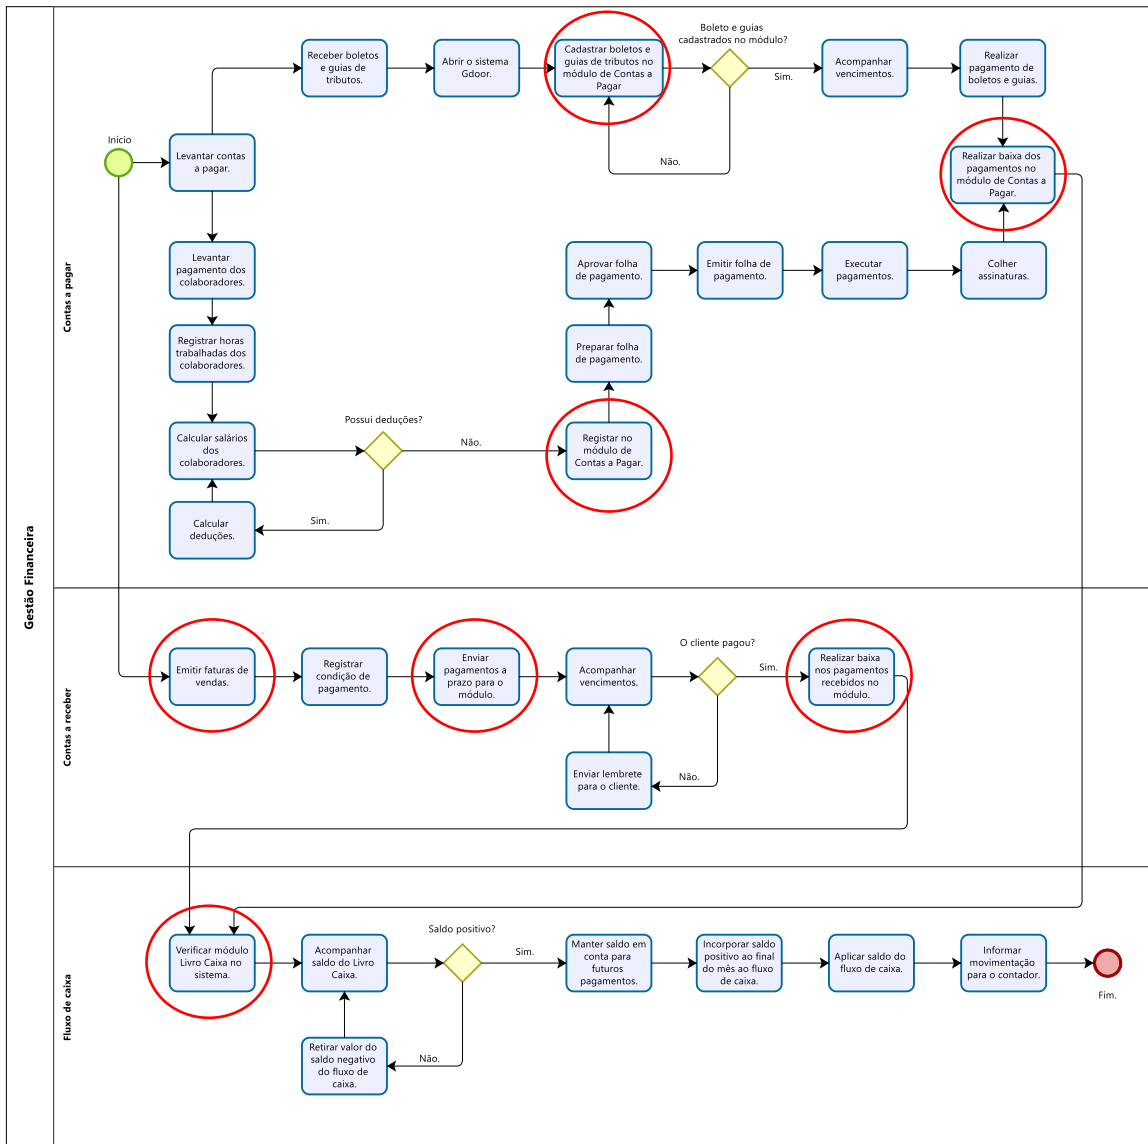 Gestão Financeira
Contas a pagar
Início
Levantar contas
a pagar.
Receber boletos
e guias de
tributos.
Abrir o sistema
Gdoor.
Cadastrar boletos e
guias de tributos no
módulo de Contas a
Pagar
Boleto e guias
cadastrados no módulo?
Sim.
Não.
Acompanhar
vencimentos.
Realizar
pagamento de
boletos e guias.
Realizar baixa dos
pagamentos no
módulo de Contas a
Pagar.
Levantar
pagamento dos
colaboradores.
Registrar horas
trabalhadas dos
colaboradores.
Calcular salários
dos
colaboradores.
Calcular
deduções.
Possui deduções?
Sim.
Não.
Registar no
módulo de
Contas a Pagar.
Preparar folha
de pagamento.
Aprovar folha
de pagamento.
Emitir folha de
pagamento.
Executar
pagamentos.
Colher
assinaturas.
Contas a receber
Emitir faturas de
vendas.
Registrar
condição de
pagamento.
Enviar
pagamentos a
prazo para o
módulo.
Acompanhar
vencimentos.
O cliente pagou?
Sim.
Não.
Enviar lembrete
para o cliente.
Realizar baixa
nos pagamentos
recebidos no
módulo.
Fluxo de caixa
Verificar módulo
Livro Caixa no
sistema.
Acompanhar
saldo do Livro
Caixa.
Saldo positivo?
Sim.
Não.
Retirar valor do
saldo negativo
do fluxo de
caixa.
Manter saldo em
conta para
futuros
pagamentos.
Incorporar saldo
positivo ao final
do mês ao fluxo
de caixa.
Aplicar saldo do
fluxo de caixa.
Informar
movimentação
para o contador.
Fim.